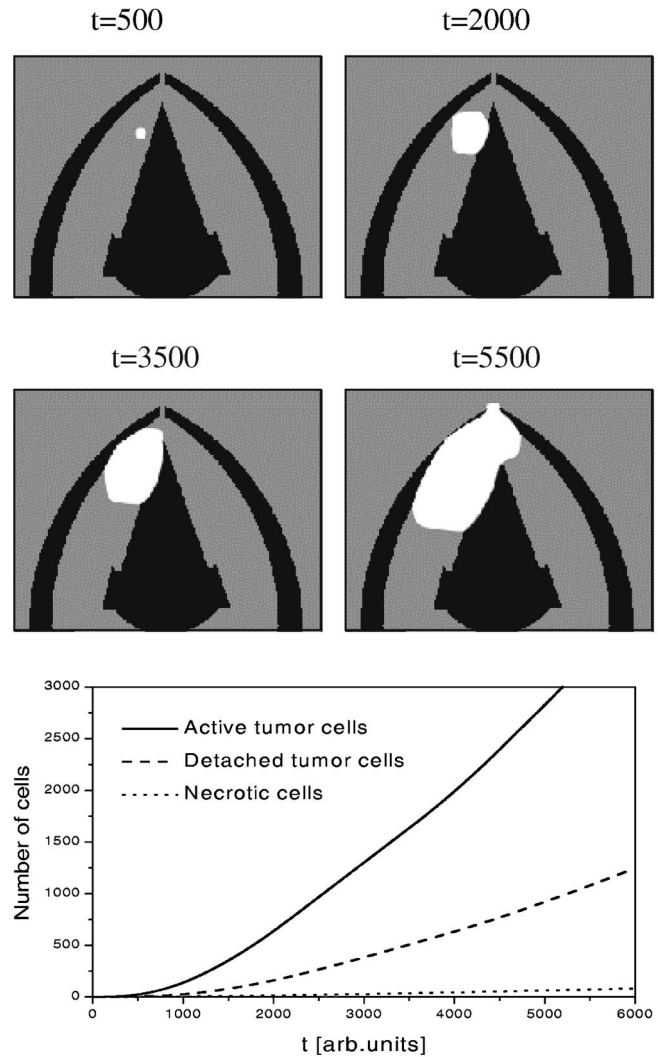 t=500
t=2000
t=3500
t=5500
3000
2500
2000
1500
1000
500
0
Number of cells
Active tumor cells
Detached tumor cells
Necrotic cells
0 1000 2000 3000 4000 5000 6000
t [arb.units]